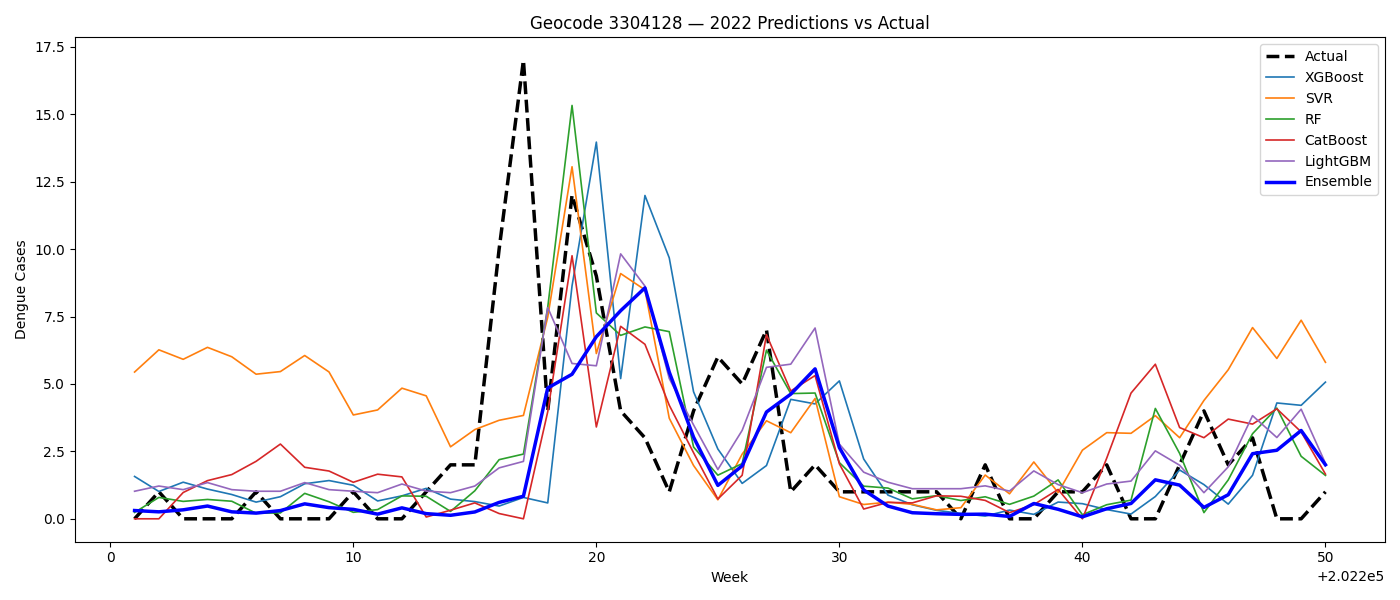 Geocode 3304128 — 2022 Predictions vs Actual
17.5
15.0
12.5
10.0
7.5
5.0
2.5
0.0
Dengue Cases
Actual
XGBoost
SVR
RF
CatBoost
LightGBM
Ensemble
0 10 20 30 40 50
Week
+2.022e5